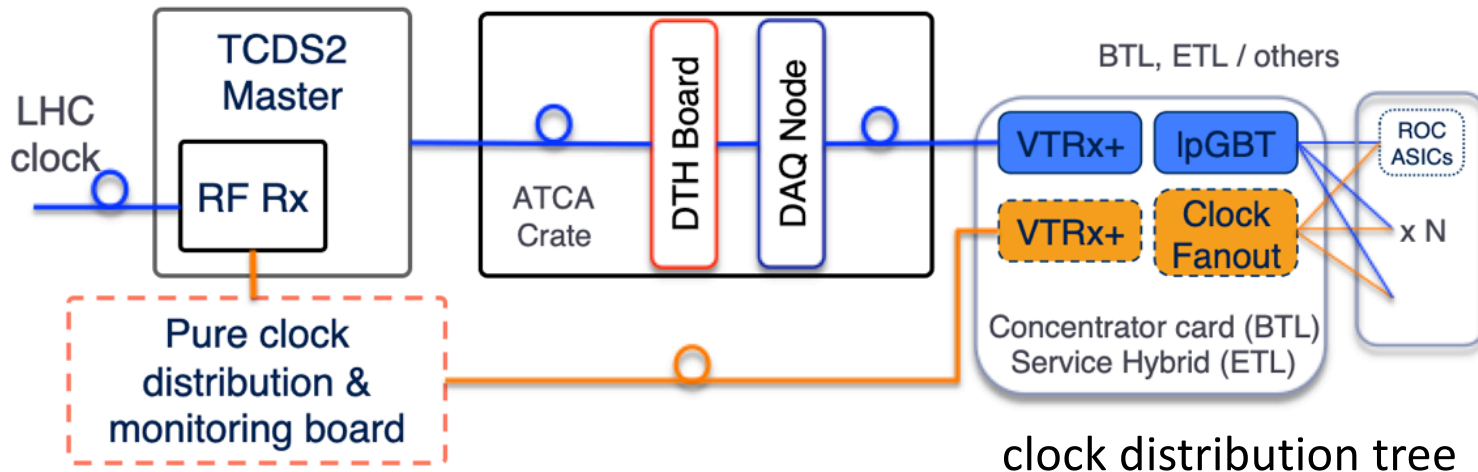 LHC
clock
TCDS2
Master
RF Rx
Pure clock
distribution &
monitoring board
ATCA
Crate
DTH Board
DAQ Node
BTL, ETL / others
VTRx+
lpGBT
VTRx+
Clock
Fanout
Concentrator card (BTL)
Service Hybrid (ETL)
ROC
ASICs
x N
clock distribution tree